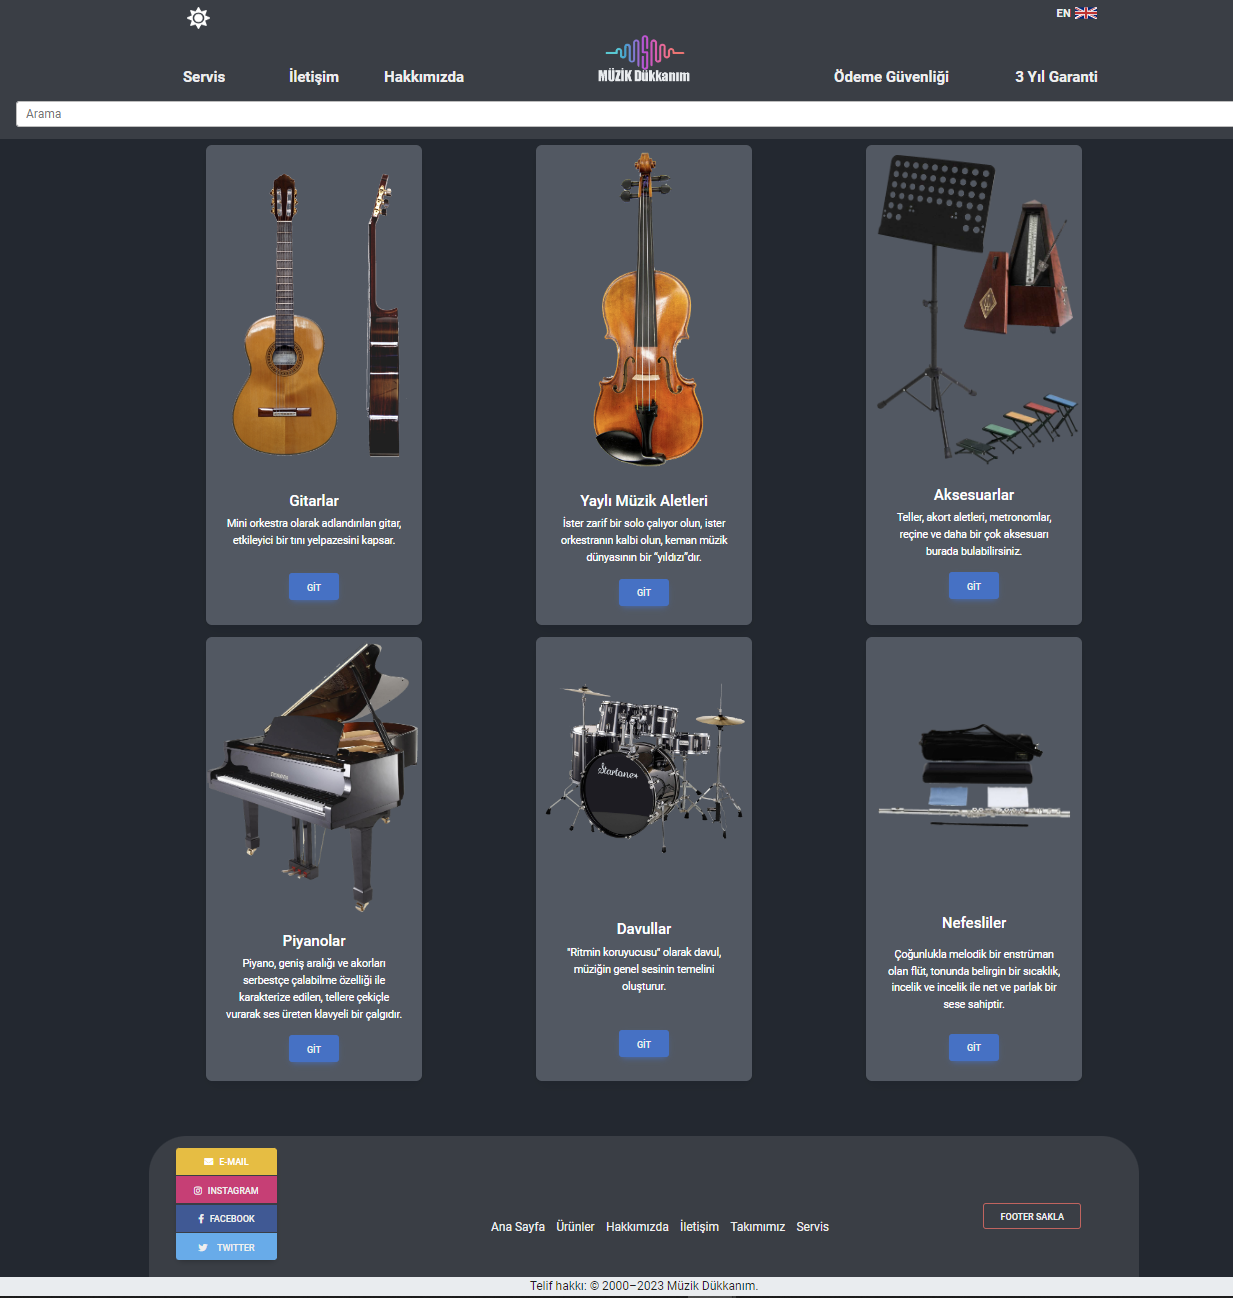 EN
Servis
İletişim
Hakkımızda
MÜZİK Dükkanım
Ödeme Güvenliği
3 Yıl Garanti
Arama
Gitarlar
Mini orkestra olarak adlandırılan gitar,
etkileyici bir tını yelpazesini kapsar.
GİT
Yaylı Müzik Aletleri
İster zarif bir solo çalıyor olun, ister
orkestranın kalbi olun, keman müzik
dünyasının bir “yıldızı”dır.
GİT
Aksesuarlar
Teller, akort aletleri, metronomlar,
reçine ve daha bir çok aksesuarı
burada bulabilirsiniz.
GİT
Piyanolar
Piyano, geniş aralığı ve akorları
serbestçe çalabilme özelliği ile
karakterize edilen, tellere çekiçle
vurarak ses üreten klavyeli bir çalgıdır.
GİT
Startone
Davullar
"Ritmin koruyucusu" olarak davul,
müziğin genel sesinin temelini
oluşturur.
GİT
Nefesliler
Çoğunlukla melodik bir enstrüman
olan flüt, tonunda belirgin bir sıcaklık,
incelik ve incelik ile net ve parlak bir
sese sahiptir.
GİT
E-MAIL
INSTAGRAM
FACEBOOK
TWITTER
Ana Sayfa Ürünler Hakkımızda İletişim Takımımız Servis
FOOTER SAKLA
Telif hakkı: © 2000–2023 Müzik Dükkanım.